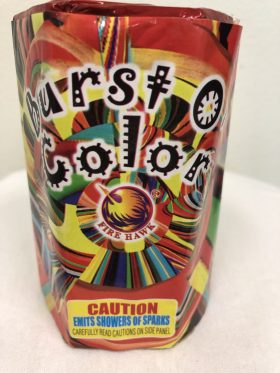 Burst O
Color
FIRE HAWK
CAUTION
EMITS SHOWERS OF SPARKS
CAREFULLY READ CAUTIONS ON SIDE PANEL